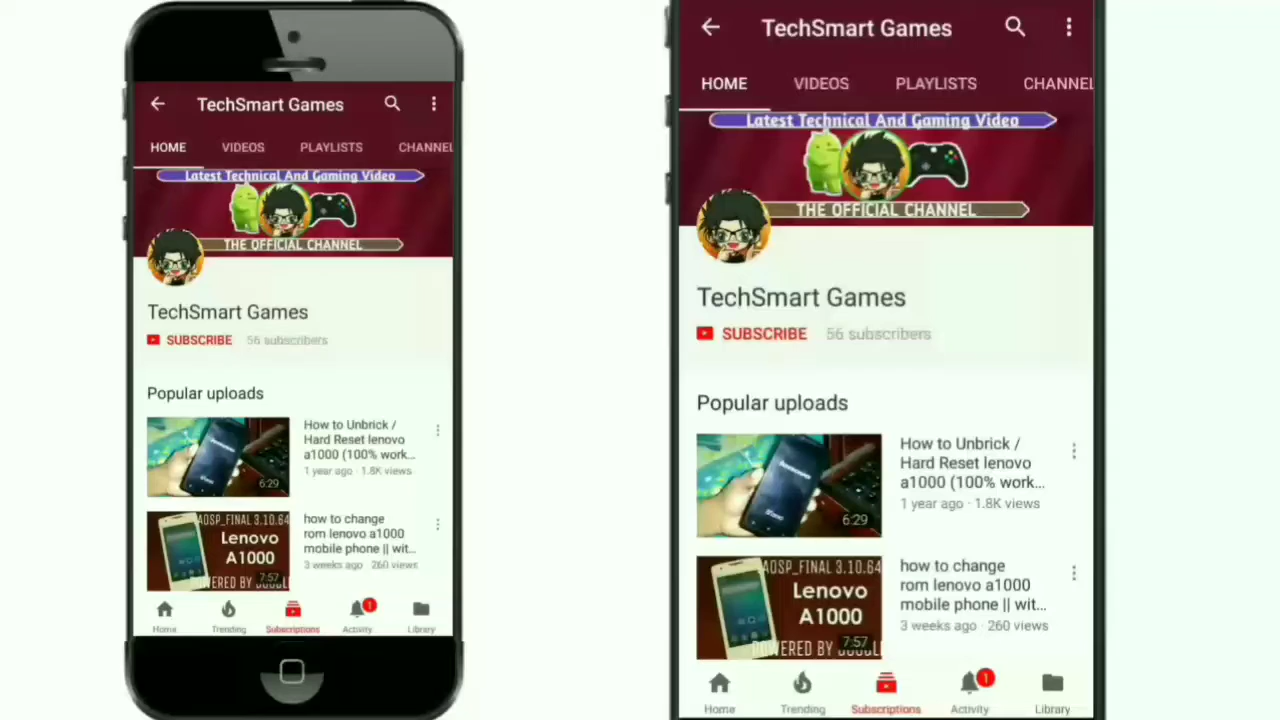 TechSmart Games
HOME VIDEOS PLAYLISTS CHANNEL
Latest Technical And Gaming Video
THE OFFICIAL CHANNEL
TechSmart Games
SUBSCRIBE 56 subscribers
Popular uploads
How to Unbrick /
Hard Reset lenovo
a1000 (100% work...
1 year ago · 1.8K views
6:29
how to change
rom lenovo a1000
mobile phone || wit...
3 weeks ago · 260 views
AOSP_FINAL 3.10.64
Lenovo
A1000
7:57
Home Trending Subscriptions 1 Activity Library
TechSmart Games
HOME VIDEOS PLAYLISTS CHANNEL
Latest Technical And Gaming Video
THE OFFICIAL CHANNEL
TechSmart Games
SUBSCRIBE 56 subscribers
Popular uploads
How to Unbrick /
Hard Reset lenovo
a1000 (100% work...
1 year ago · 1.8K views
6:29
how to change
rom lenovo a1000
mobile phone || wit...
3 weeks ago · 260 views
AOSP_FINAL 3.10.64
Lenovo
A1000
7:57
POWERED BY
Home Trending Subscriptions 1 Activity Library